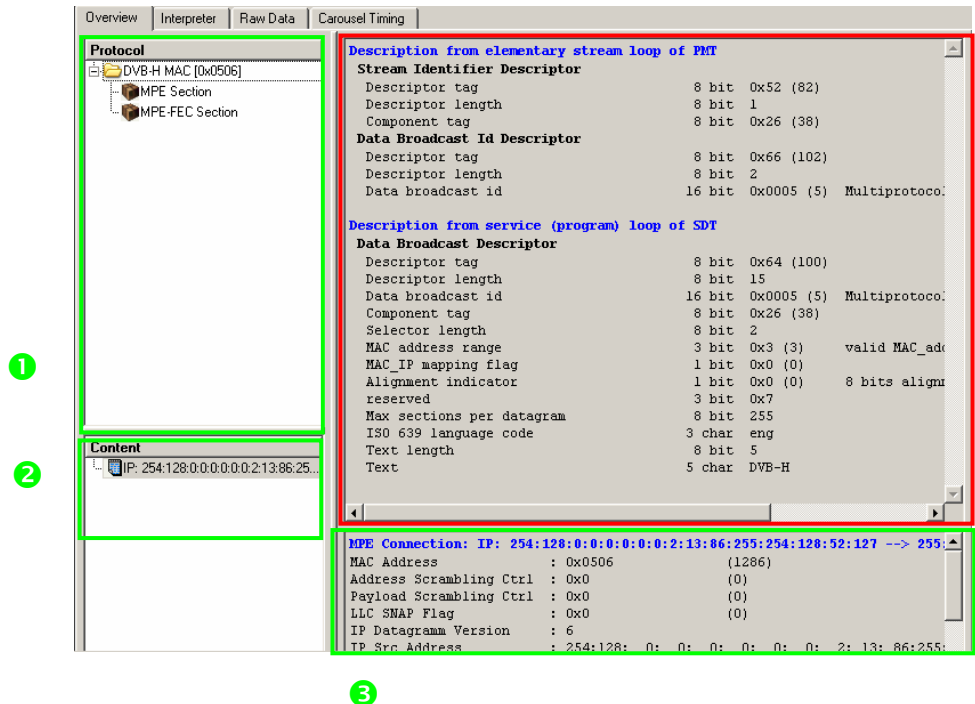 Overview Interpreter Raw Data Carousel Timing
Protocol
DVB-H MAC [0x0506]
MPE Section
MPE-FEC Section
1
Content
IP: 254:128:0:0:0:0:0:0:2:13:86:25...
2
Description from elementary stream loop of PMT
Stream Identifier Descriptor
Descriptor tag 8 bit 0x52 (82)
Descriptor length 8 bit 1
Component tag 8 bit 0x26 (38)
Data Broadcast Id Descriptor
Descriptor tag 8 bit 0x66 (102)
Descriptor length 8 bit 2
Data broadcast id 16 bit 0x0005 (5) Multiprotocol
Description from service (program) loop of SDT
Data Broadcast Descriptor
Descriptor tag 8 bit 0x64 (100)
Descriptor length 8 bit 15
Data broadcast id 16 bit 0x0005 (5) Multiprotocol
Component tag 8 bit 0x26 (38)
Selector length 8 bit 2
MAC address range 3 bit 0x3 (3) valid MAC_add
MAC_IP mapping flag 1 bit 0x0 (0)
Alignment indicator 1 bit 0x0 (0) 8 bits alignm
reserved 3 bit 0x7
Max sections per datagram 8 bit 255
ISO 639 language code 3 char eng
Text length 8 bit 5
Text 5 char DVB-H
MPE Connection: IP: 254:128:0:0:0:0:0:0:2:13:86:255:254:128:52:127 --> 255:
MAC Address : 0x0506 (1286)
Address Scrambling Ctrl : 0x0 (0)
Payload Scrambling Ctrl : 0x0 (0)
LLC SNAP Flag : 0x0 (0)
IP Datagramm Version : 6
IP Src Address : 254:128: 0: 0: 0: 0: 0: 0: 2: 13: 86:255:
3